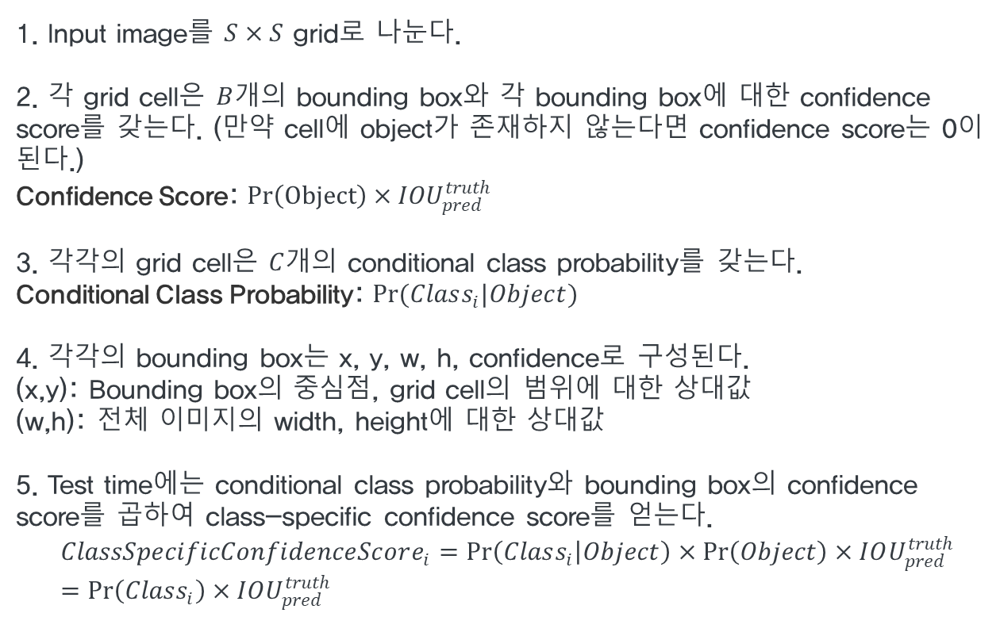 1. Input image를 S × S grid로 나눈다.
2. 각 grid cell은 B개의 bounding box와 각 bounding box에 대한 confidence
score를 갖는다. (만약 cell에 object가 존재하지 않는다면 confidence score는 0이
된다.)
Confidence Score: Pr(Object) × IOU_{pred}^{truth}
3. 각각의 grid cell은 C개의 conditional class probability를 갖는다.
Conditional Class Probability: Pr(Class_i|Object)
4. 각각의 bounding box는 x, y, w, h, confidence로 구성된다.
(x,y): Bounding box의 중심점, grid cell의 범위에 대한 상대값
(w,h): 전체 이미지의 width, height에 대한 상대값
5. Test time에는 conditional class probability와 bounding box의 confidence
score를 곱하여 class–specific confidence score를 얻는다.
ClassSpecificConfidenceScore_i = Pr(Class_i|Object) × Pr(Object) × IOU_{pred}^{truth}
= Pr(Class_i) × IOU_{pred}^{truth}